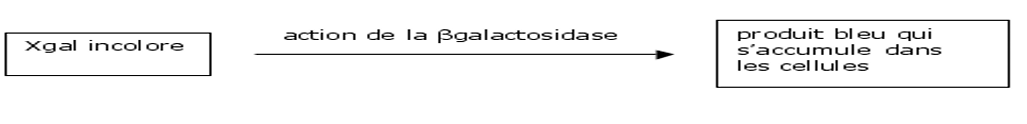 Xgal incolore
action de la βgalactosidase
produit bleu qui
s'accumule dans
les cellules